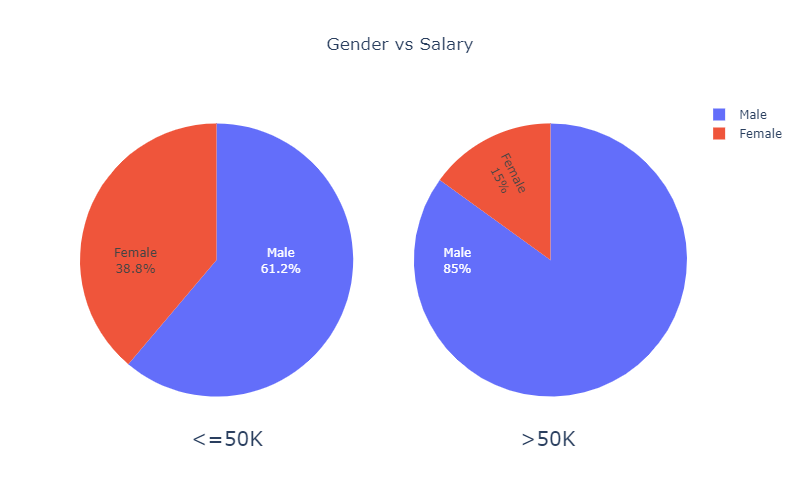 Gender vs Salary
Male
Female
Female
38.8%
Male
61.2%
Female
15%
Male
85%
<=50K
>50K